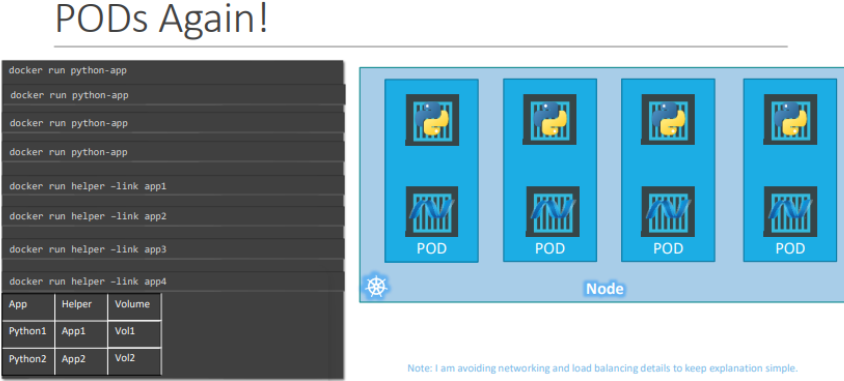 PODs Again!
docker run python-app
docker run python-app
docker run python-app
docker run python-app
docker run helper –link app1
docker run helper –link app2
docker run helper –link app3
docker run helper –link app4
App Helper Volume
Python1 App1 Vol1
Python2 App2 Vol2
POD POD POD POD
Node
Note: I am avoiding networking and load balancing details to keep explanation simple.